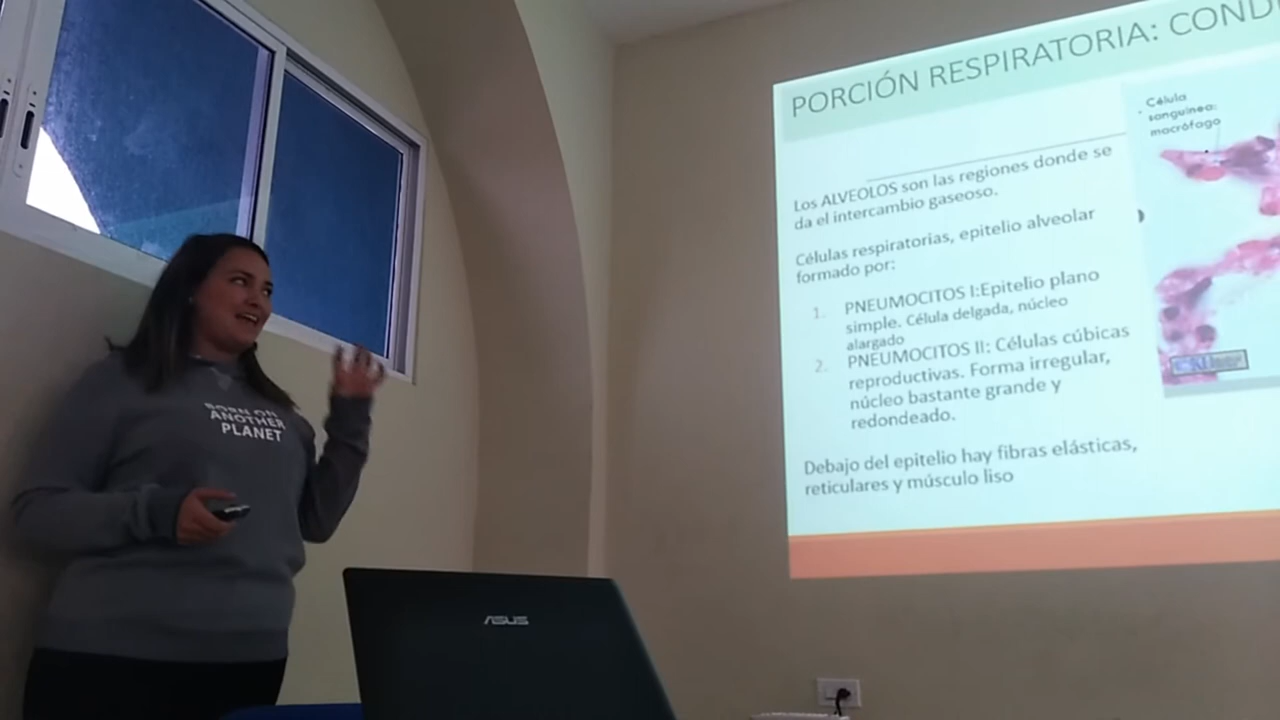 PORCIÓN RESPIRATORIA:
Célula
sanguínea:
macrófago
Los ALVEOLOS son las regiones donde se
da el intercambio gaseoso.
Células respiratorias, epitelio alveolar
formado por:
1. PNEUMOCITOS I:Epitelio plano
simple. Célula delgada, núcleo
alargado
2. PNEUMOCITOS II: Células cúbicas
reproductivas. Forma irregular,
núcleo bastante grande y
redondeado.
Debajo del epitelio hay fibras elásticas,
reticulares y músculo liso
BORN ON
ANOTHER
PLANET
ASUS